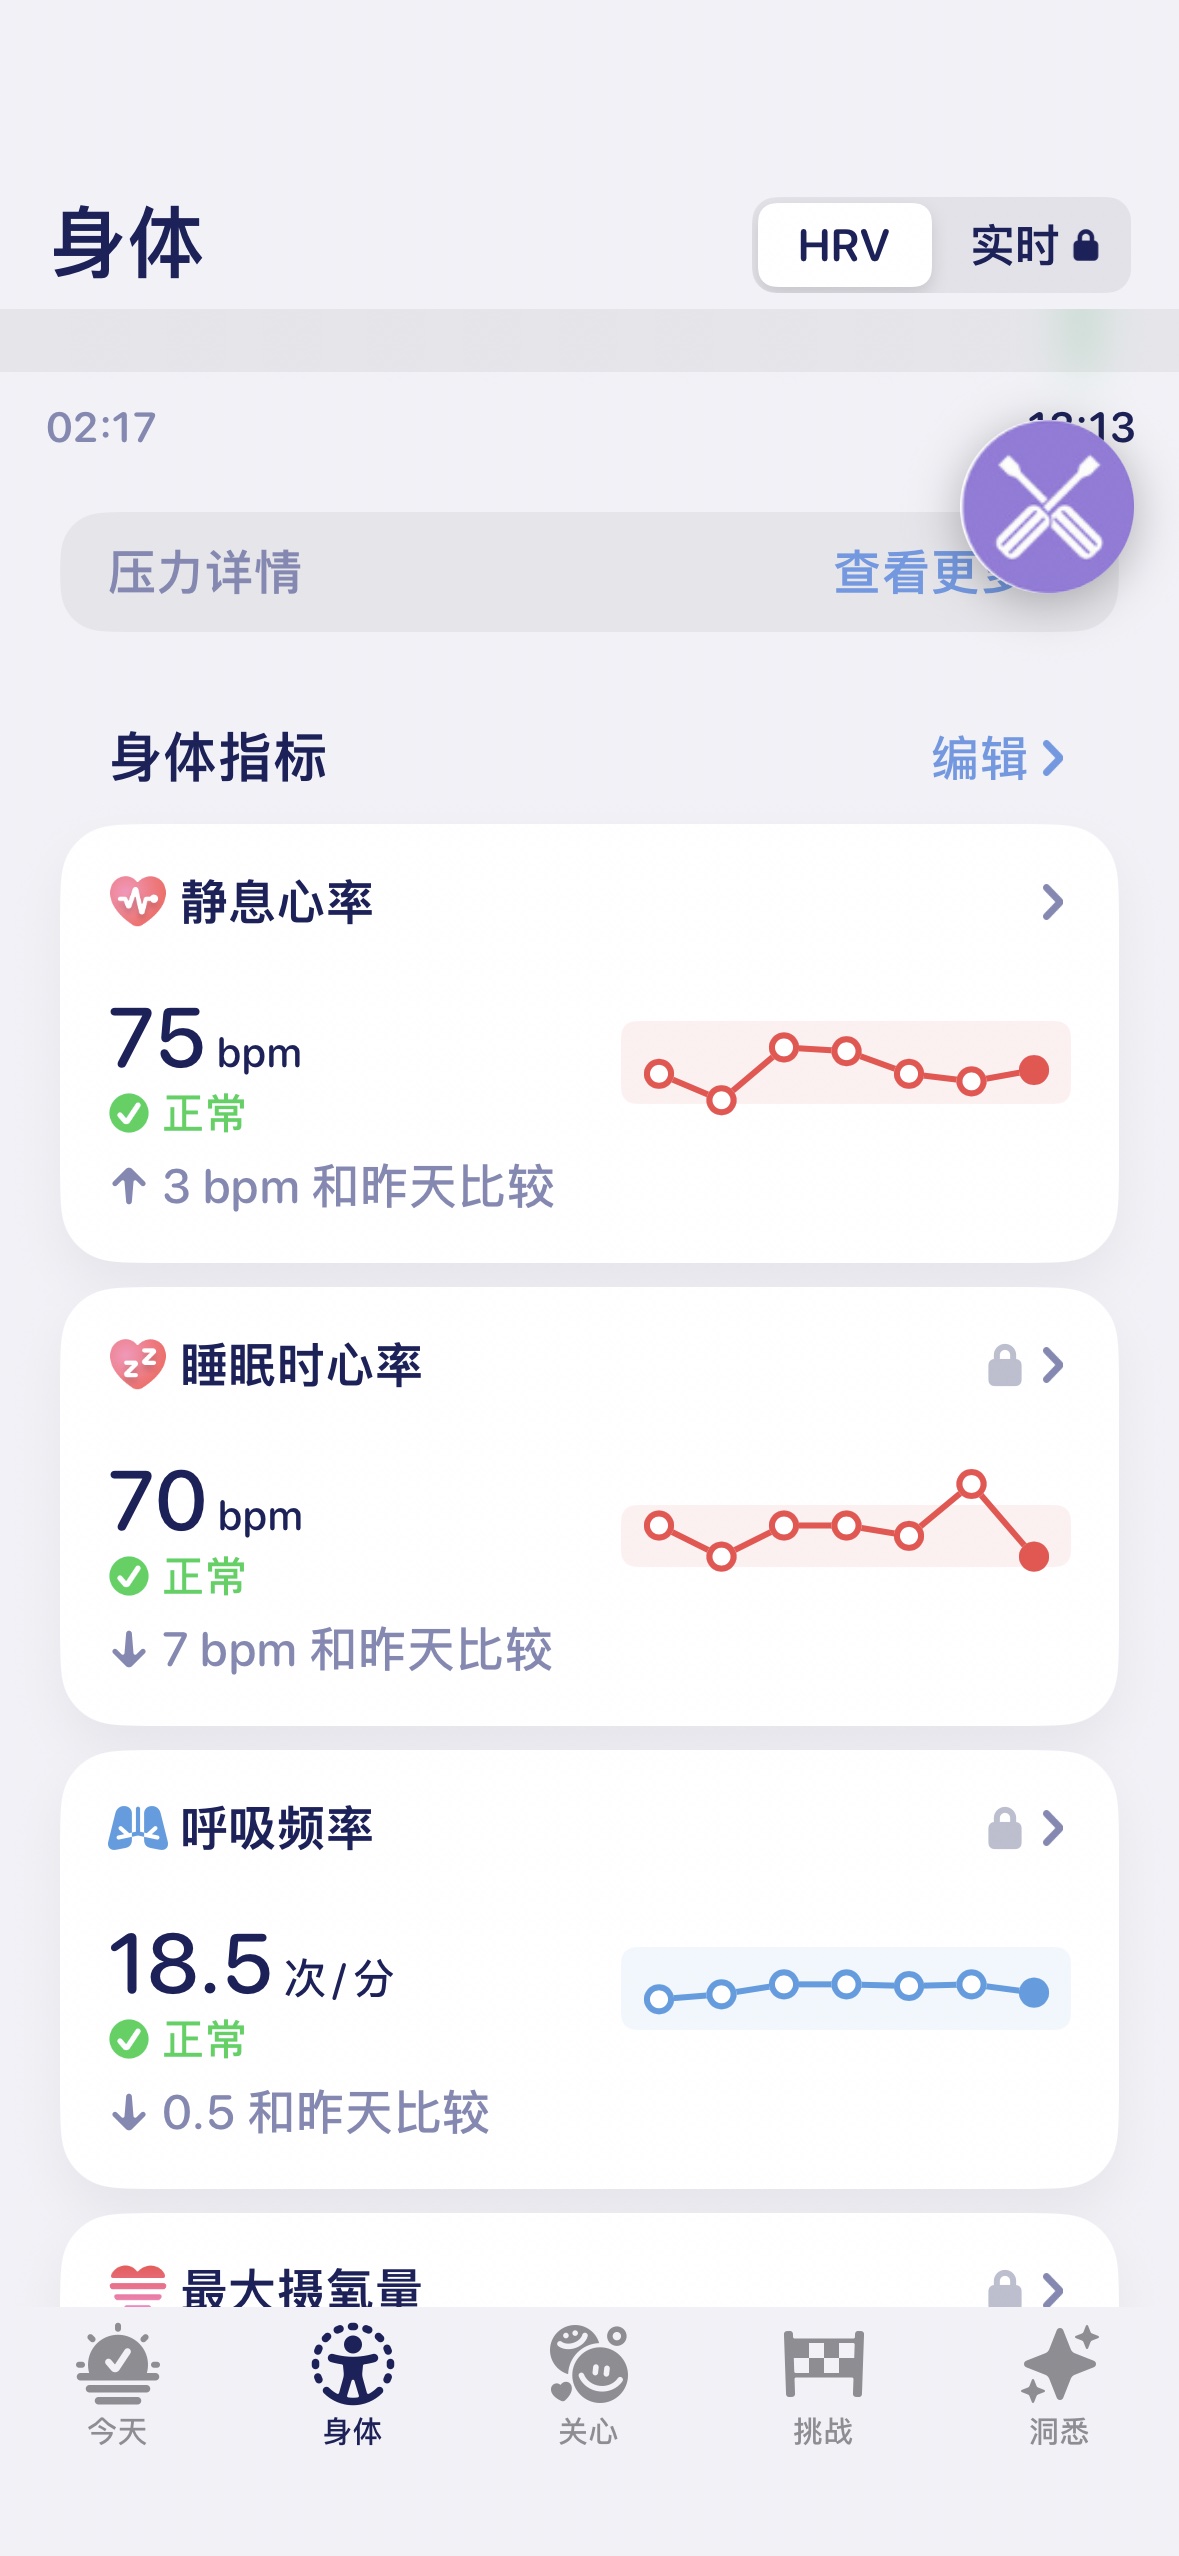 身体
HRV
实时
02:17
压力详情
身体指标
编辑
静息心率
75 bpm
正常
3 bpm 和昨天比较
睡眠时心率
70 bpm
正常
7 bpm 和昨天比较
呼吸频率
18.5 次/分
正常
0.5 和昨天比较
最大摄氧量
今天
身体
关心
挑战
洞悉